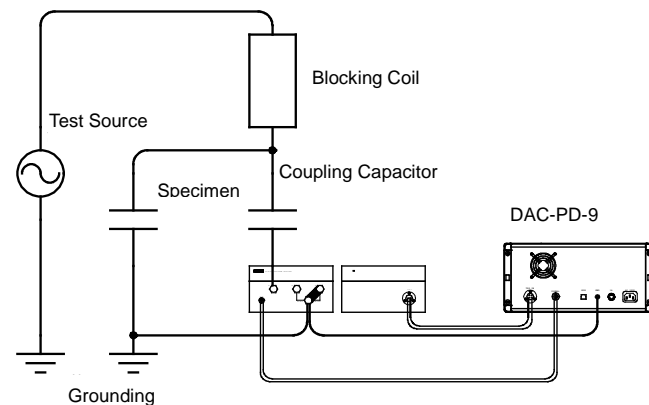 Blocking Coil
Test Source
Coupling Capacitor
Specimen
DAC-PD-9
Grounding